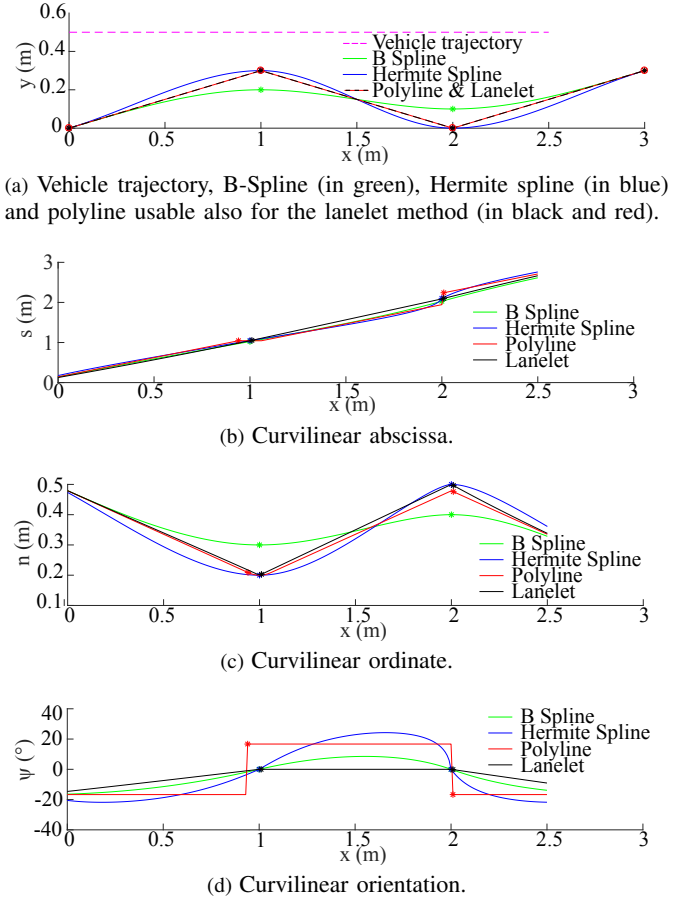 0.6
0.4
0.2
0
y (m)
Vehicle trajectory
B Spline
Hermite Spline
Polyline & Lanelet
0 0.5 1 1.5 2 2.5 3
x (m)
(a) Vehicle trajectory, B-Spline (in green), Hermite spline (in blue)
and polyline usable also for the lanelet method (in black and red).
3
2
1
0
s (m)
B Spline
Hermite Spline
Polyline
Lanelet
0.5 1 1.5 2 2.5 3
x (m)
(b) Curvilinear abscissa.
0.5
0.4
0.3
0.2
0.1
n (m)
B Spline
Hermite Spline
Polyline
Lanelet
0 0.5 1 1.5 2 2.5 3
x (m)
(c) Curvilinear ordinate.
40
20
0
-20
-40
ψ (°)
B Spline
Hermite Spline
Polyline
Lanelet
0 0.5 1 1.5 2 2.5 3
x (m)
(d) Curvilinear orientation.